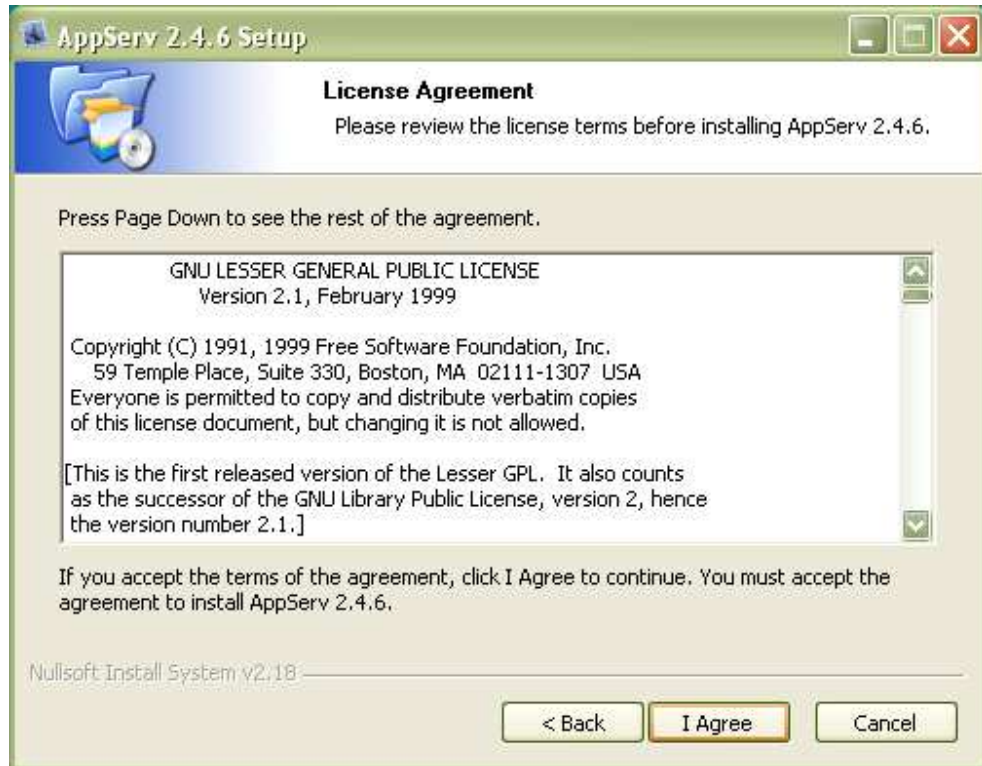 AppServ 2.4.6 Setup
License Agreement
Please review the license terms before installing AppServ 2.4.6.
Press Page Down to see the rest of the agreement.
GNU LESSER GENERAL PUBLIC LICENSE
Version 2.1, February 1999
Copyright (C) 1991, 1999 Free Software Foundation, Inc.
59 Temple Place, Suite 330, Boston, MA 02111-1307 USA
Everyone is permitted to copy and distribute verbatim copies
of this license document, but changing it is not allowed.
[This is the first released version of the Lesser GPL. It also counts
as the successor of the GNU Library Public License, version 2, hence
the version number 2.1.]
If you accept the terms of the agreement, click I Agree to continue. You must accept the
agreement to install AppServ 2.4.6.
Nullsoft Install System v2.18
< Back I Agree Cancel